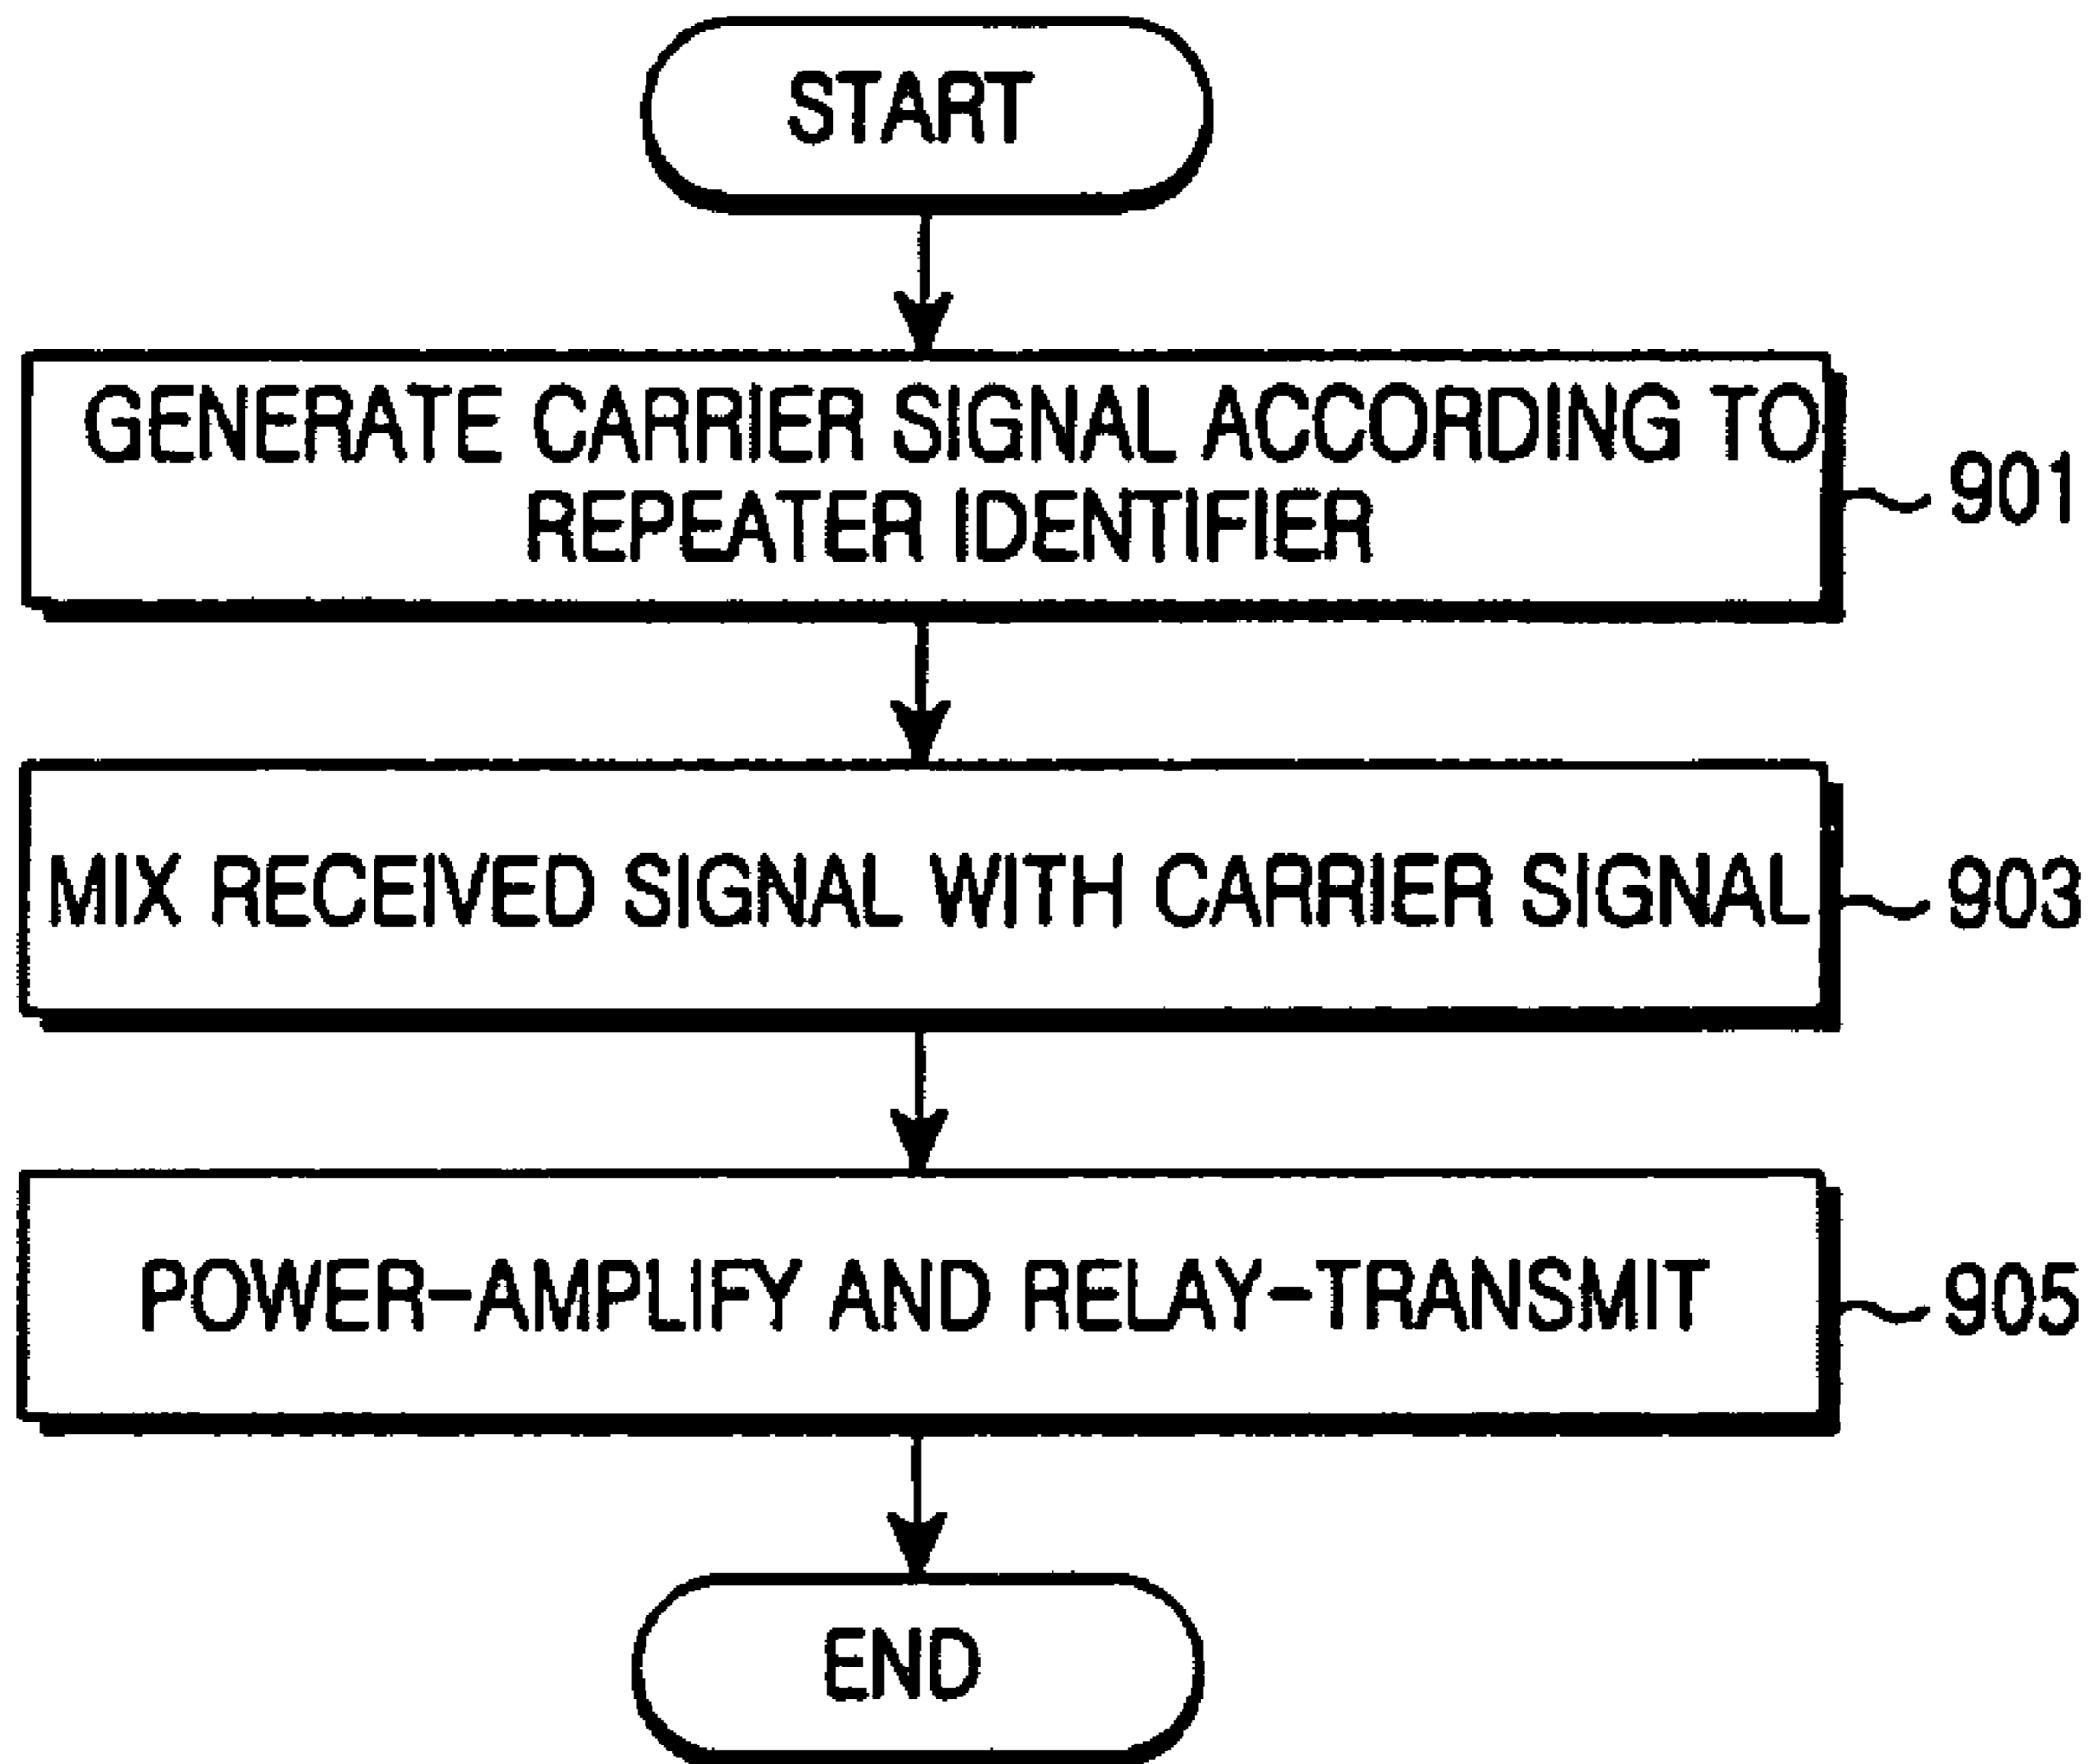 START
GENERATE CARRIER SIGNAL ACCORDING TO
REPEATER IDENTIFIER
901
MIX RECEIVED SIGNAL WITH CARRIER SIGNAL
903
POWER-AMPLIFY AND RELAY-TRANSMIT
905
END